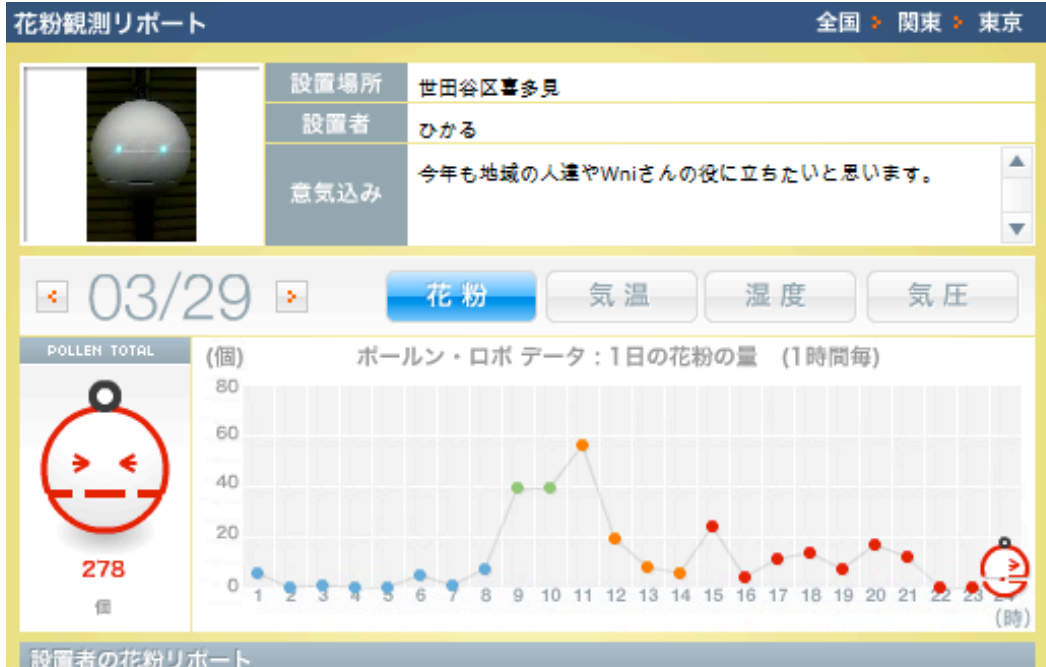 花粉観測リポート
全国 関東 東京
設置場所 世田谷区喜多見
設置者 ひかる
意気込み 今年も地域の人達やWniさんの役に立ちたいと思います。
03/29 花粉 気温 湿度 気圧
POLLEN TOTAL
(個) ポールン・ロボ データ：1日の花粉の量 (1時間毎)
80
60
40
20
0
278
個
1 2 3 4 5 6 7 8 9 10 11 12 13 14 15 16 17 18 19 20 21 22 23 24
(時)
設置者の花粉リポート